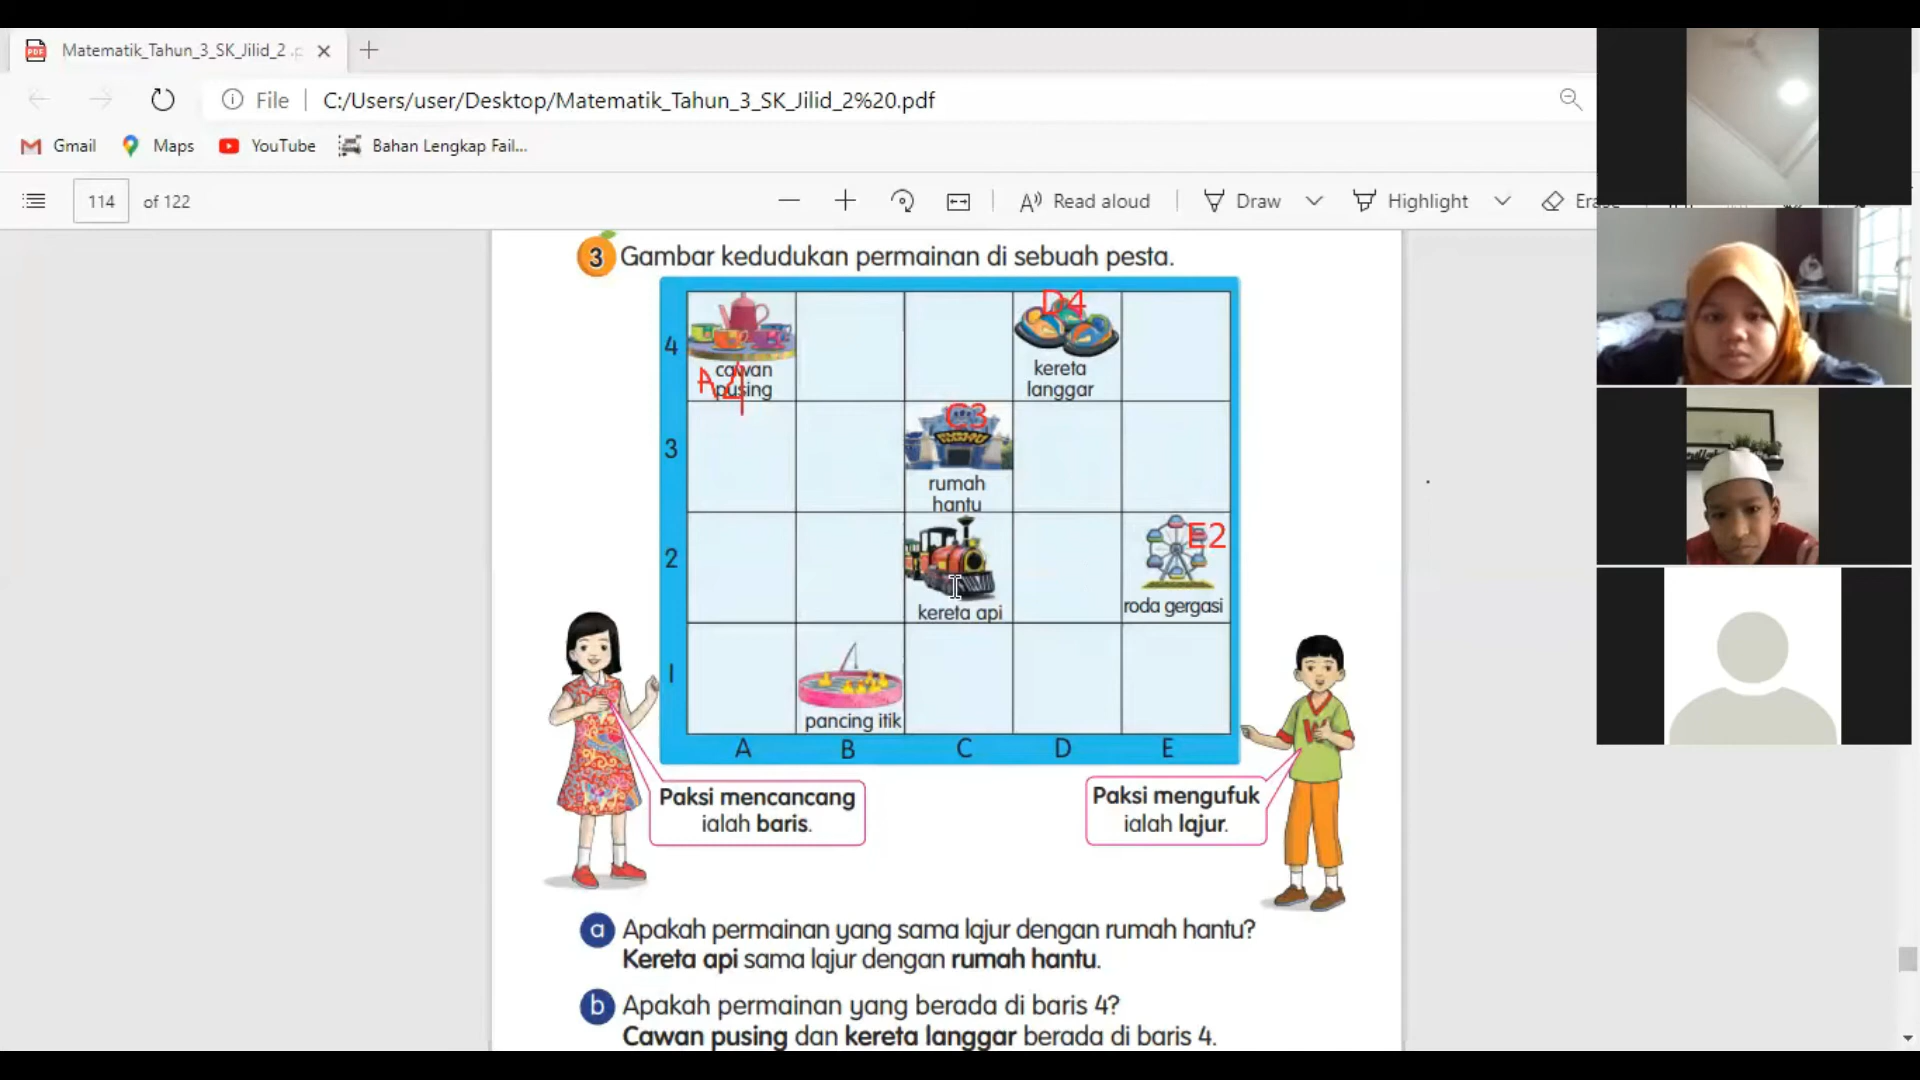 Matematik_Tahun_3_SK_Jilid_2 .p
File
C:/Users/user/Desktop/Matematik_Tahun_3_SK_Jilid_2%20.pdf
Gmail
Maps
YouTube
Bahan Lengkap Fail...
114 of 122
Read aloud
Draw
Highlight
3 Gambar kedudukan permainan di sebuah pesta.
4
cawan
pusing
A4
D4
kereta
langgar
3
C3
rumah
hantu
2
kereta api
E2
roda gergasi
1
pancing itik
A B C D E
Paksi mencancang
ialah baris.
Paksi mengufuk
ialah lajur.
a Apakah permainan yang sama lajur dengan rumah hantu?
Kereta api sama lajur dengan rumah hantu.
b Apakah permainan yang berada di baris 4?
Cawan pusing dan kereta langgar berada di baris 4.